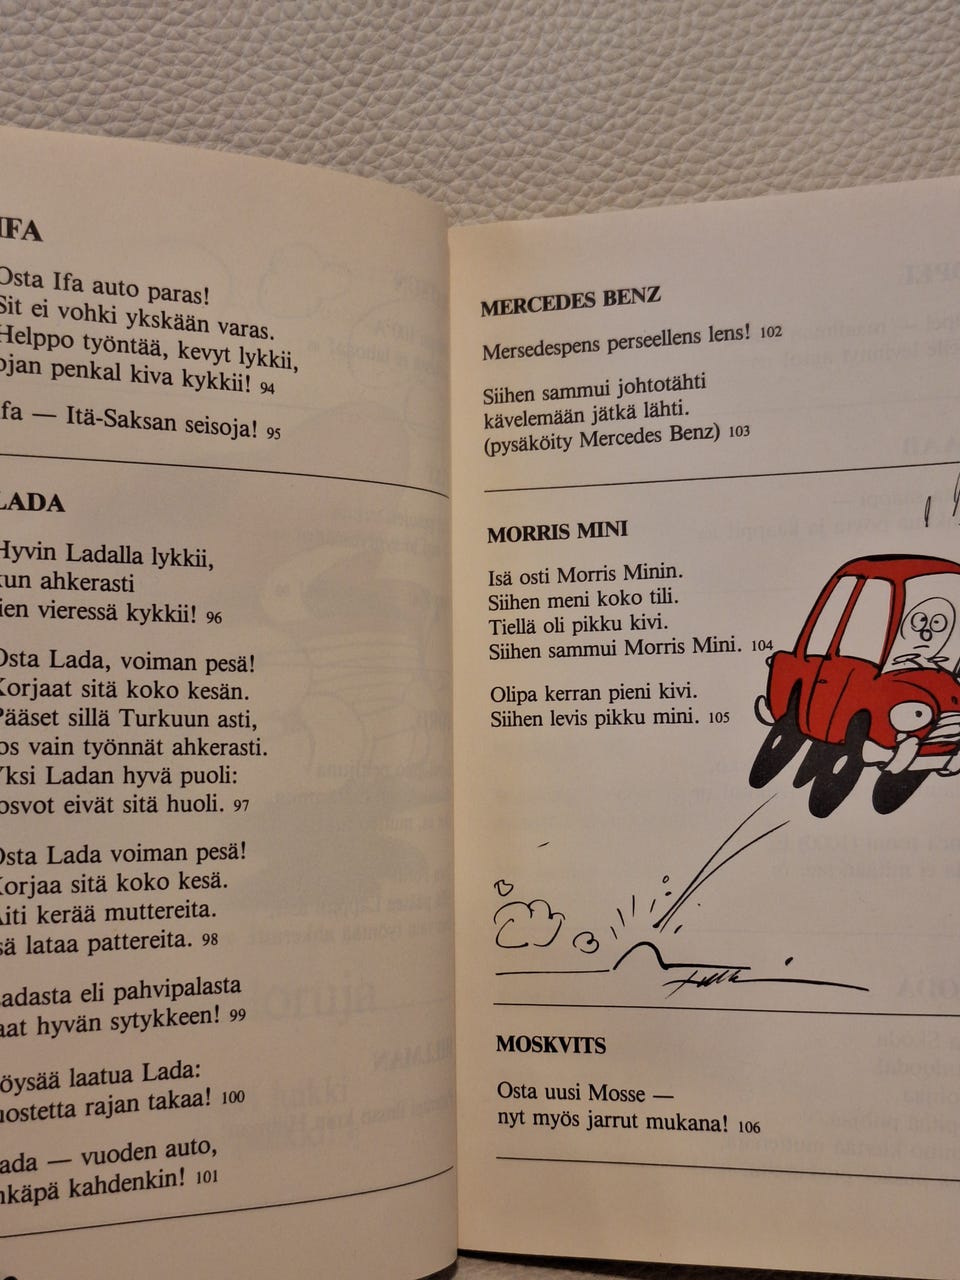 IFA
Osta Ifa auto paras!
Sit ei vohki ykskään varas.
Helppo työntää, kevyt lykkii,
ojan penkal kiva kykkii! 94
Ifa — Itä-Saksan seisoja! 95
LADA
Hyvin Ladalla lykkii,
kun ahkerasti
tien vieressä kykkii! 96
Osta Lada, voiman pesä!
Korjaat sitä koko kesän.
Pääset sillä Turkuun asti,
jos vain työnnät ahkerasti.
Yksi Ladan hyvä puoli:
rosvot eivät sitä huoli. 97
Osta Lada voiman pesä!
Korjaa sitä koko kesä.
Äiti kerää muttereita.
Isä lataa pattereita. 98
Ladasta eli pahvipalasta
saat hyvän sytykkeen! 99
laatua Lada:
rajan takaa! 100
Lada — vuoden auto,
kahdenkin! 101
MERCEDES BENZ
Mersedespens perseellens lens! 102
Siihen sammui johtotähti
kävelemään jätkä lähti.
(pysäköity Mercedes Benz) 103
MORRIS MINI
Isä osti Morris Minin.
Siihen meni koko tili.
Tiellä oli pikku kivi.
Siihen sammui Morris Mini. 104
Olipa kerran pieni kivi.
Siihen levis pikku mini. 105
MOSKVITS
Osta uusi Mosse —
nyt myös jarrut mukana! 106